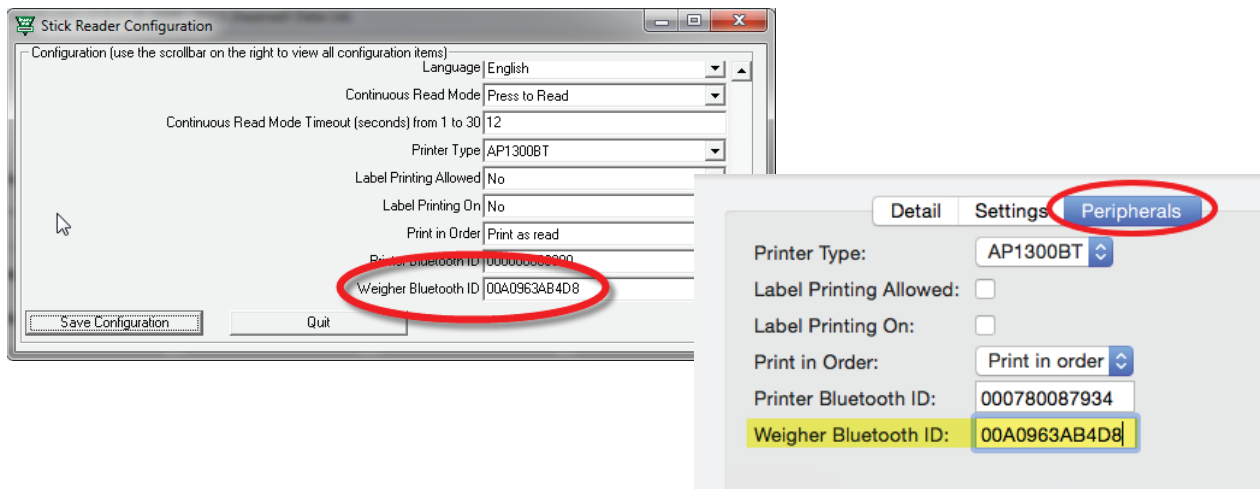 Stick Reader Configuration
Configuration (use the scrollbar on the right to view all configuration items)
Language English
Continuous Read Mode Press to Read
Continuous Read Mode Timeout (seconds) from 1 to 30 12
Printer Type AP1300BT
Label Printing Allowed No
Label Printing On No
Print in Order Print as read
Printer Bluetooth ID 000000000000
Weigher Bluetooth ID 00A0963AB4D8
Save Configuration Quit
Detail Settings Peripherals
Printer Type: AP1300BT
Label Printing Allowed:
Label Printing On:
Print in Order: Print in order
Printer Bluetooth ID: 000780087934
Weigher Bluetooth ID: 00A0963AB4D8